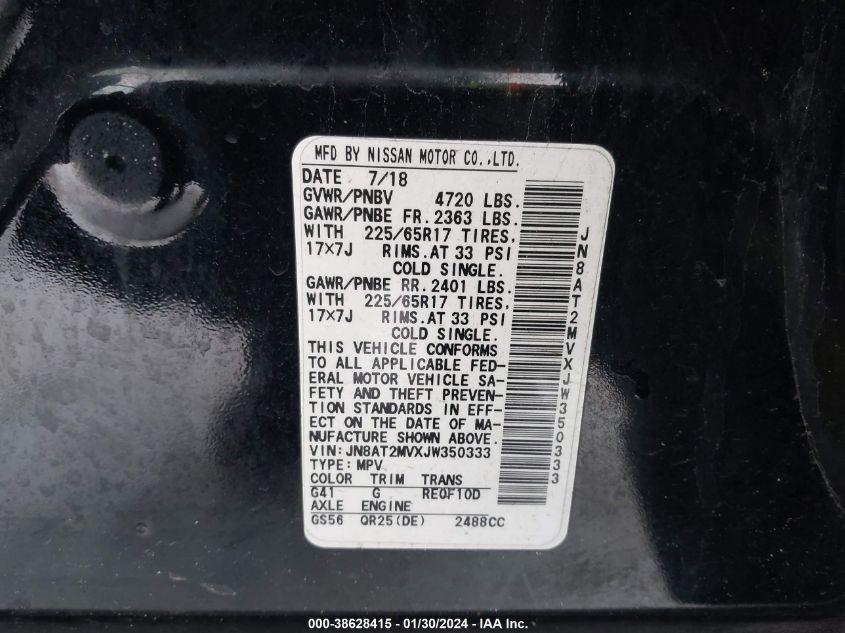 MFD BY NISSAN MOTOR CO.,LTD.
DATE 7/18
GVWR/PNBV 4720 LBS.
GAWR/PNBE FR. 2363 LBS.
WITH 225/65R17 TIRES,
17×7J RIMS.AT 33 PSI
COLD SINGLE.
GAWR/PNBE RR. 2401 LBS.
WITH 225/65R17 TIRES,
17×7J RIMS.AT 33 PSI
COLD SINGLE.
THIS VEHICLE CONFORMS
TO ALL APPLICABLE FED-
ERAL MOTOR VEHICLE SA-
FETY AND THEFT PREVEN-
TION STANDARDS IN EFF-
ECT ON THE DATE OF MA-
NUFACTURE SHOWN ABOVE.
VIN:JN8AT2MVXJW350333
TYPE:MPV
COLOR TRIM TRANS
G41 G RE0F10D
AXLE ENGINE
GS56 QR25(DE) 2488CC
JN8AT2MVXJW350333
000-38628415 - 01/30/2024 - IAA Inc.